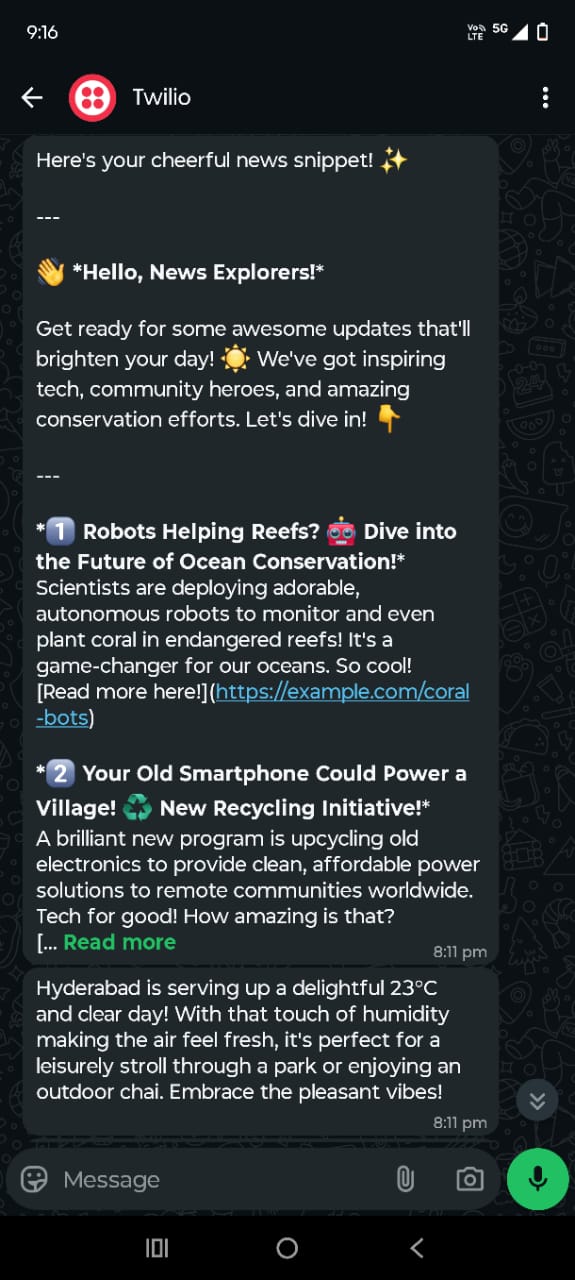 9:16
Vo LTE 5G
Twilio
Here's your cheerful news snippet! ✨
---
👋 *Hello, News Explorers!*
Get ready for some awesome updates that'll
brighten your day! ☀️ We've got inspiring
tech, community heroes, and amazing
conservation efforts. Let's dive in! 👇
---
*1️⃣ Robots Helping Reefs? 🤖 Dive into
the Future of Ocean Conservation!*
Scientists are deploying adorable,
autonomous robots to monitor and even
plant coral in endangered reefs! It's a
game-changer for our oceans. So cool!
[Read more here!](https://example.com/coral
-bots)
*2️⃣ Your Old Smartphone Could Power a
Village! ♻️ New Recycling Initiative!*
A brilliant new program is upcycling old
electronics to provide clean, affordable power
solutions to remote communities worldwide.
Tech for good! How amazing is that?
[... Read more
8:11 pm
Hyderabad is serving up a delightful 23°C
and clear day! With that touch of humidity
making the air feel fresh, it's perfect for a
leisurely stroll through a park or enjoying an
outdoor chai. Embrace the pleasant vibes!
8:11 pm
Message